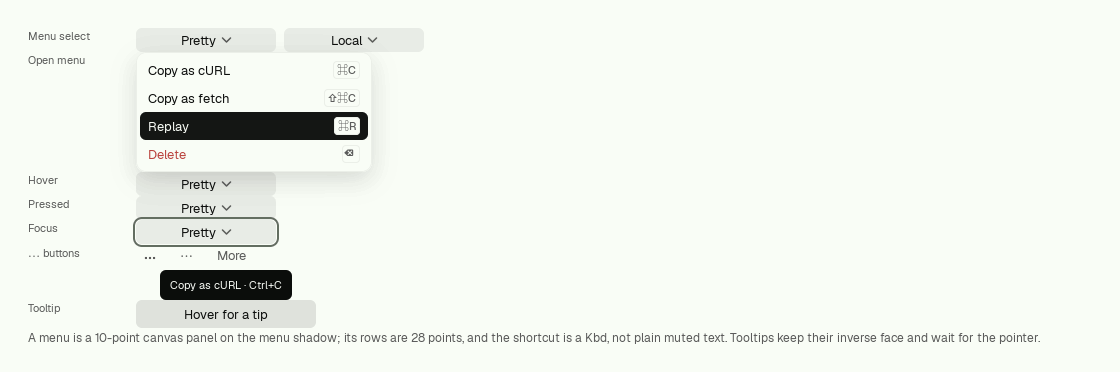 Menu select Pretty Local
Open menu
Copy as cURL ⌘C
Copy as fetch ⇧⌘C
Replay ⌘R
Delete ⌫
Hover Pretty
Pressed Pretty
Focus Pretty
... buttons ... ... More
Copy as cURL · Ctrl+C
Tooltip Hover for a tip
A menu is a 10-point canvas panel on the menu shadow; its rows are 28 points, and the shortcut is a Kbd, not plain muted text. Tooltips keep their inverse face and wait for the pointer.